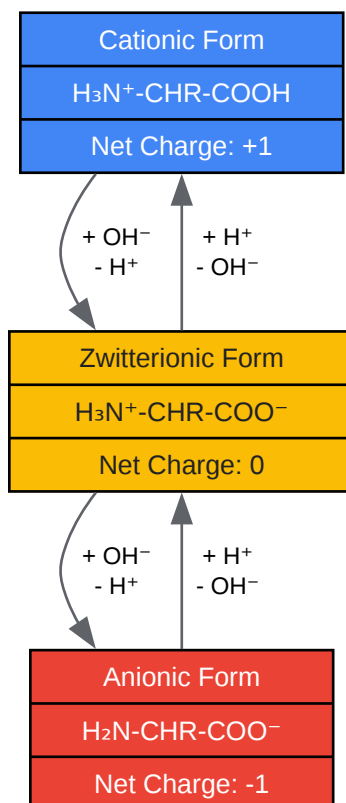 Cationic Form
H₃N⁺-CHR-COOH
Net Charge: +1
+ OH⁻
- H⁺
+ H⁺
- OH⁻
Zwitterionic Form
H₃N⁺-CHR-COO⁻
Net Charge: 0
+ OH⁻
- H⁺
+ H⁺
- OH⁻
Anionic Form
H₂N-CHR-COO⁻
Net Charge: -1